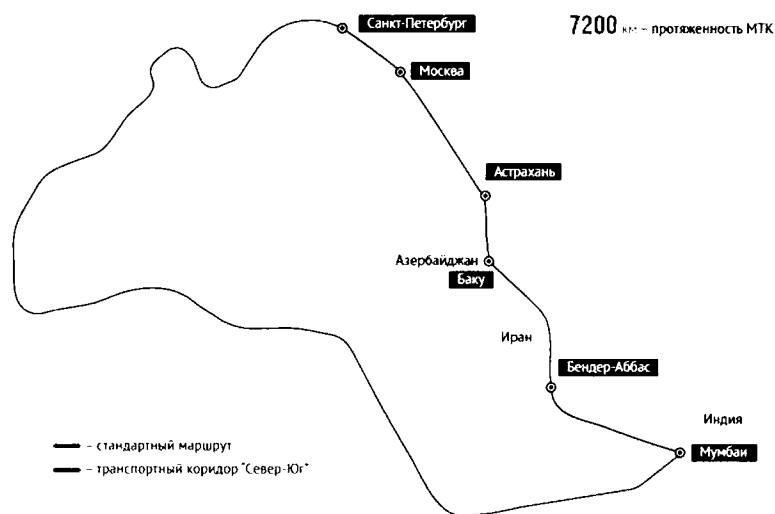 Санкт-Петербург
7200 км – протяженность МТК
Москва
Астрахань
Азербайджан
Баку
Иран
Бендер-Аббас
Индия
Мумбаи
– стандартный маршрут
– транспортный коридор "Север-Юг"